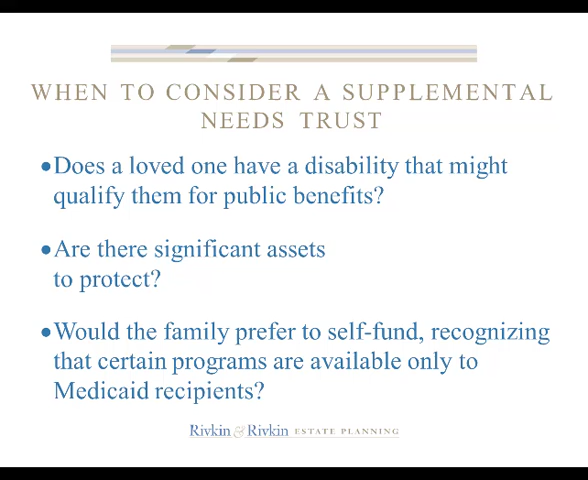 WHEN TO CONSIDER A SUPPLEMENTAL
NEEDS TRUST
•Does a loved one have a disability that might
qualify them for public benefits?
•Are there significant assets
to protect?
•Would the family prefer to self-fund, recognizing
that certain programs are available only to
Medicaid recipients?
Rivkin & Rivkin ESTATE PLANNING